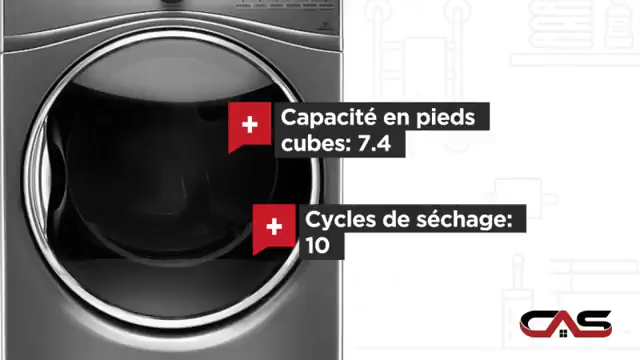 Capacité en pieds
cubes: 7.4
Cycles de séchage:
10
CAS